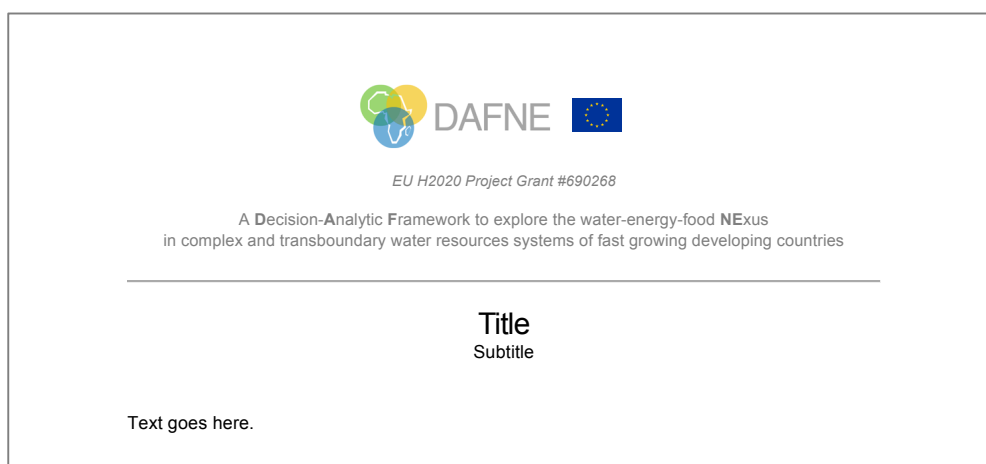 DAFNE
EU H2020 Project Grant #690268
A Decision-Analytic Framework to explore the water-energy-food NExus
in complex and transboundary water resources systems of fast growing developing countries
Title
Subtitle
Text goes here.